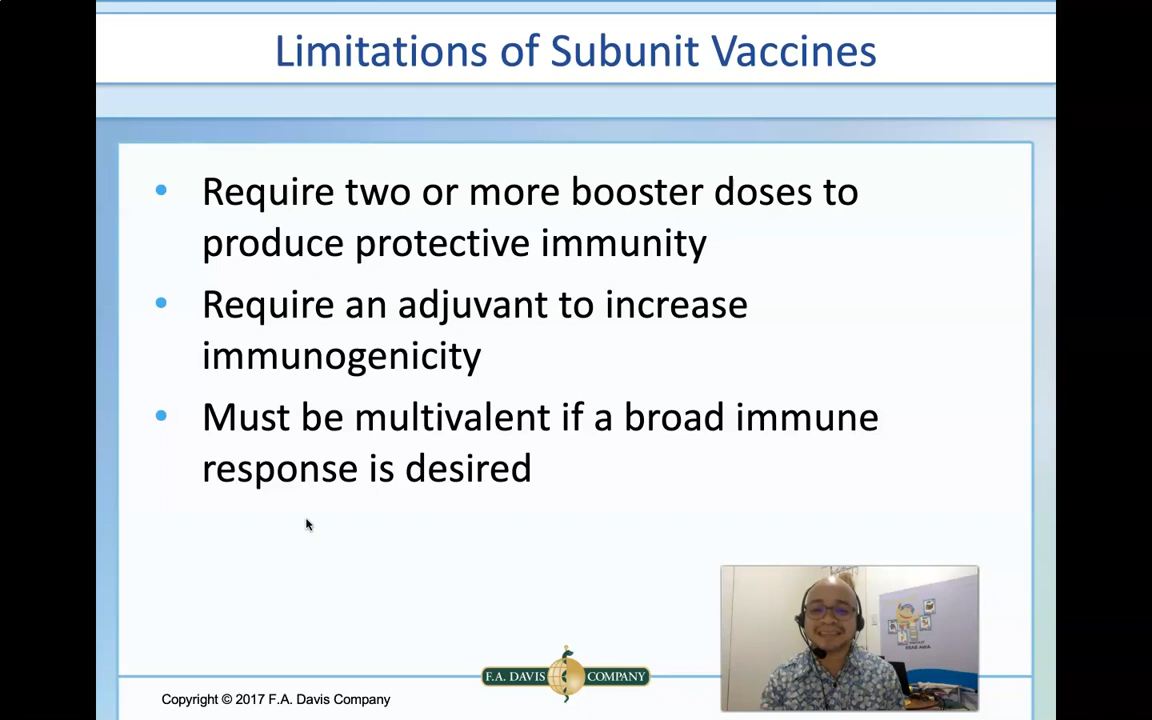 Limitations of Subunit Vaccines
• Require two or more booster doses to
produce protective immunity
• Require an adjuvant to increase
immunogenicity
• Must be multivalent if a broad immune
response is desired
F.A. DAVIS COMPANY
Copyright © 2017 F.A. Davis Company